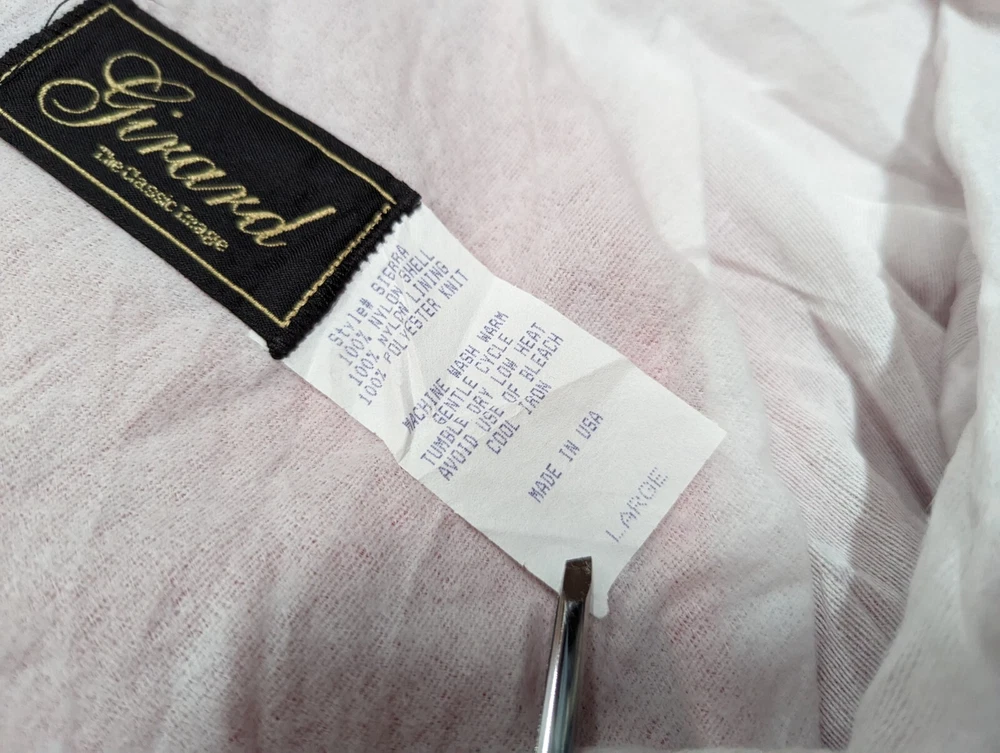 Girard
The Classic Image
Style# SIERRA
100% NYLON SHELL
100% NYLON LINING
100% POLYESTER KNIT
MACHINE WASH WARM
GENTLE CYCLE
TUMBLE DRY LOW HEAT
AVOID USE OF BLEACH
COOL IRON
MADE IN USA
LARGE